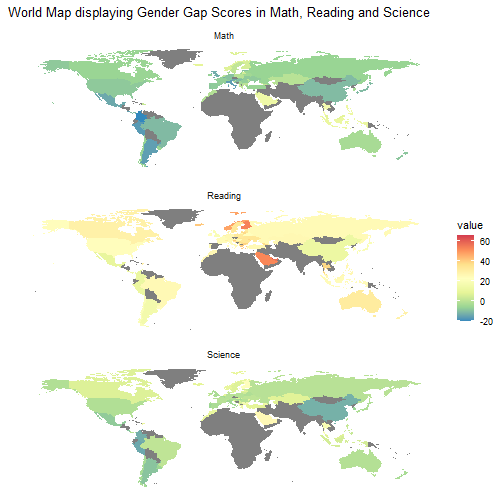 World Map displaying Gender Gap Scores in Math, Reading and Science
Math
Reading
value
60
40
20
0
-20
Science